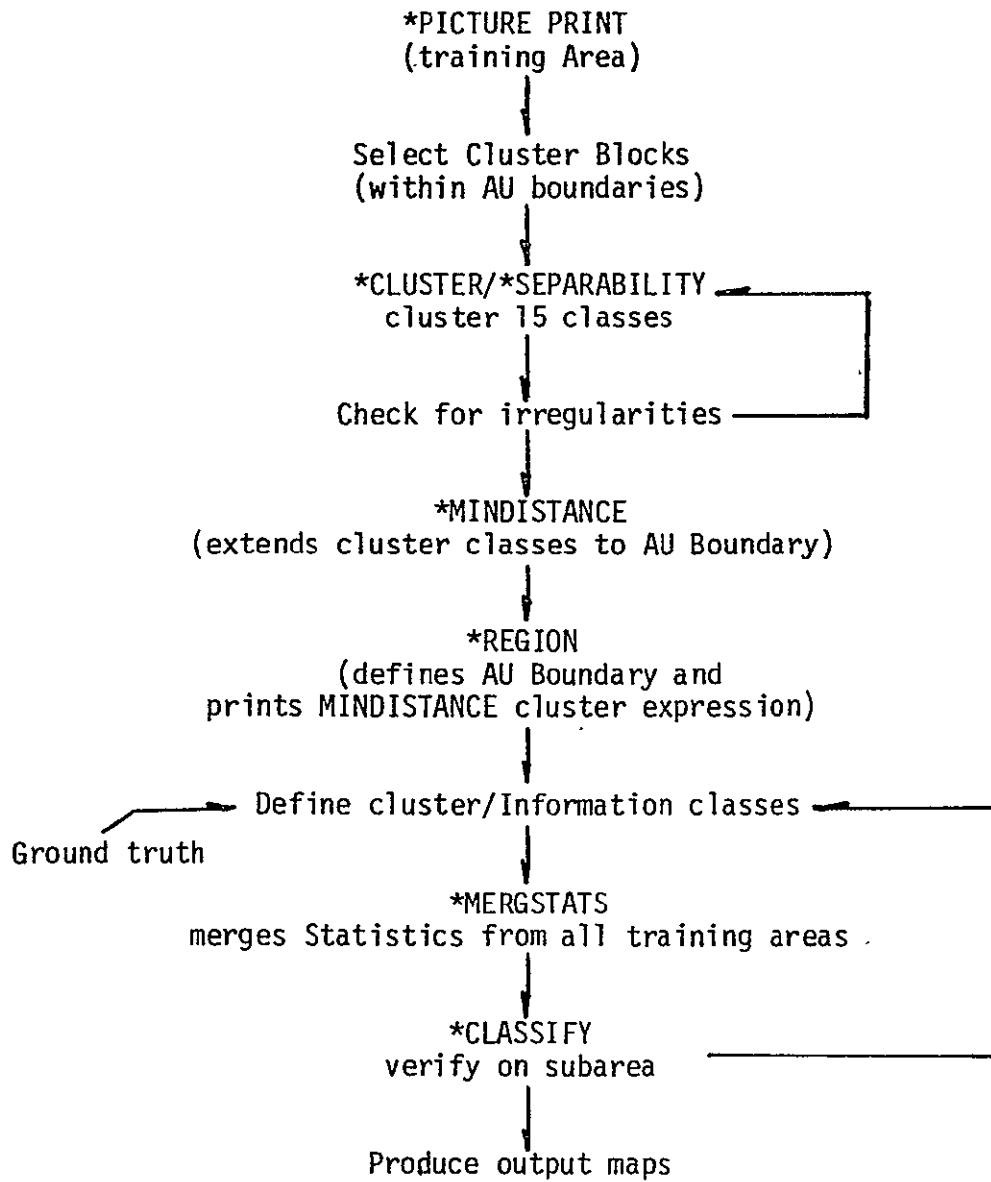 *PICTURE PRINT
(training Area)
Select Cluster Blocks
(within AU boundaries)
*CLUSTER/*SEPARABILITY
cluster 15 classes
Check for irregularities
*MINDISTANCE
(extends cluster classes to AU Boundary)
*REGION
(defines AU Boundary and
prints MINDISTANCE cluster expression)
Define cluster/Information classes
Ground truth
*MERGSTATS
merges Statistics from all training areas
*CLASSIFY
verify on subarea
Produce output maps